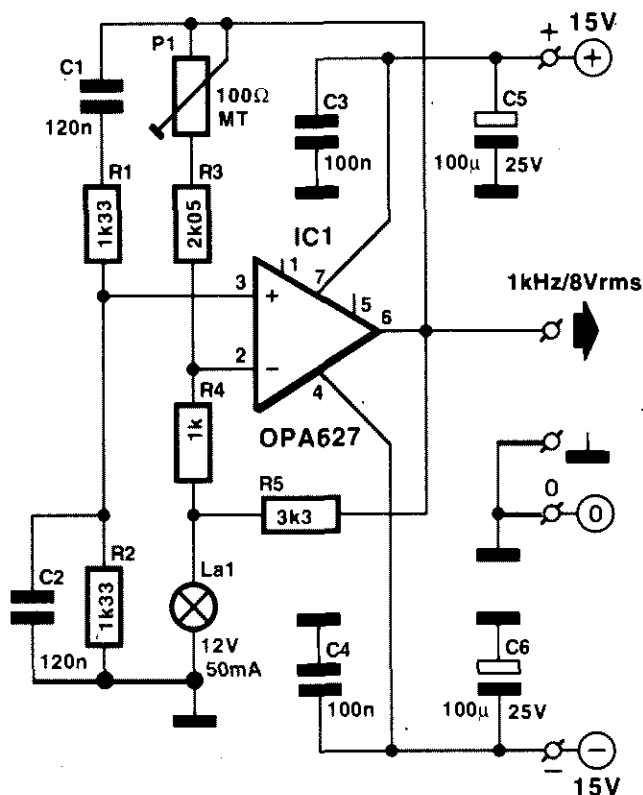 15V
+
+
P1
C1
100Ω
MT
120n
C3
100n
C5
100µ
25V
R1
1k33
R3
2k05
IC1
1
7
5
3
+
6
1kHz/8Vrms
2
−
4
R4
1k
OPA627
R5
3k3
0
0
C2
120n
R2
1k33
La1
12V
50mA
C4
100n
C6
100µ
25V
−
−
15V